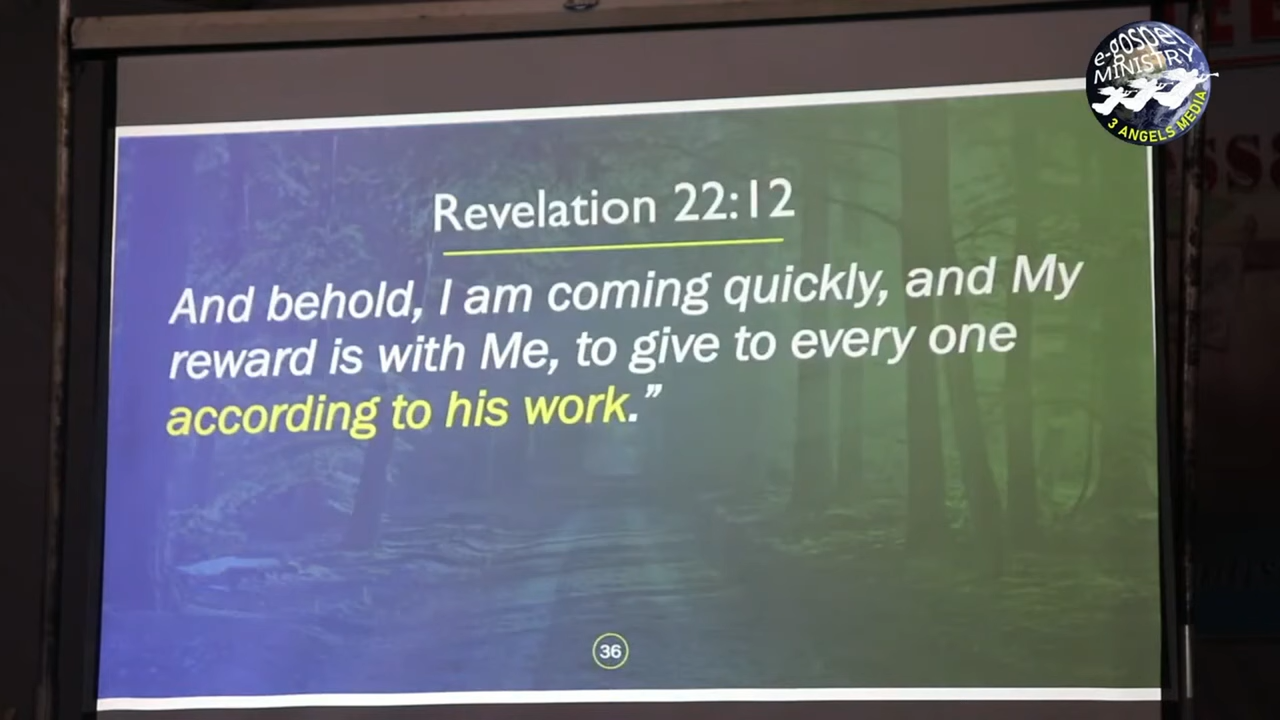 e-gospel
MINISTRY
3 ANGELS MEDIA
Revelation 22:12
And behold, I am coming quickly, and My
reward is with Me, to give to every one
according to his work.”
36